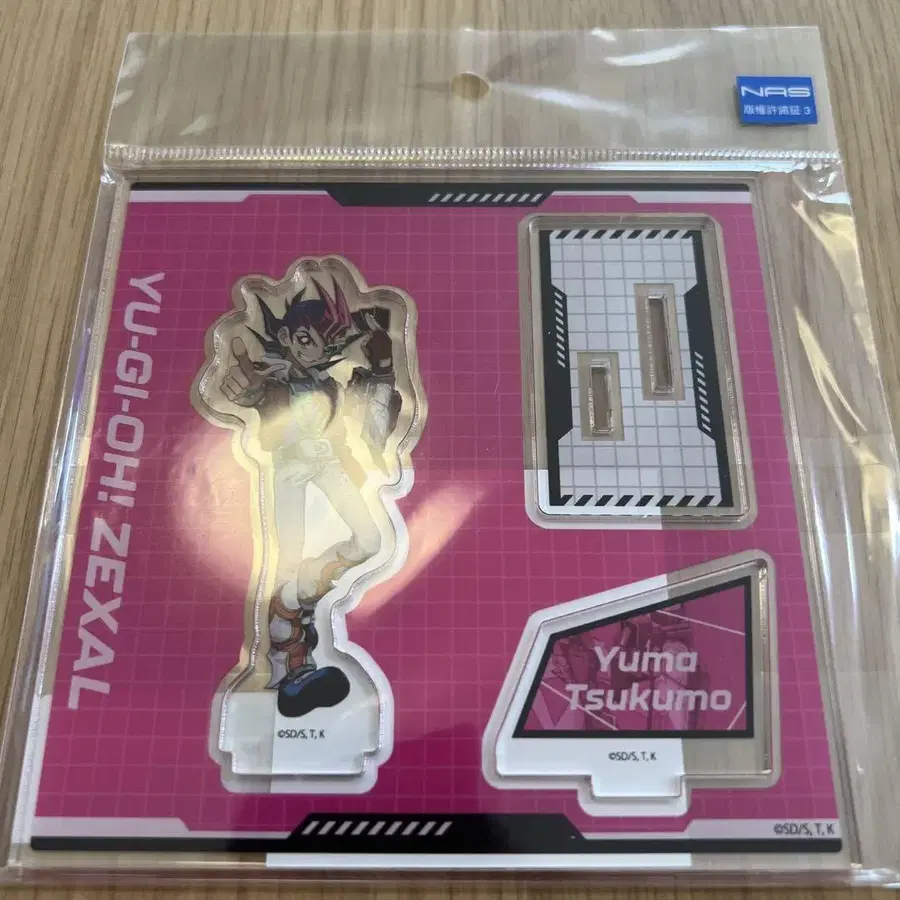 NAS
版権許諾証 3
YU-GI-OH! ZEXAL
©SD/S, T, K
Yuma
Tsukumo
©SD/S, T, K
©SD/S, T, K